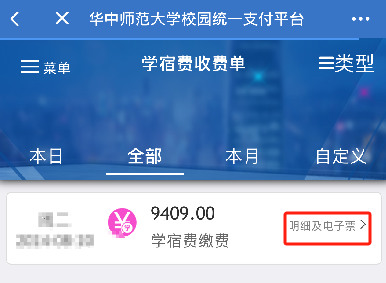 华中师范大学校园统一支付平台
菜单 学宿费收费单 类型
本日 全部 本月 自定义
9409.00
学宿费缴费
明细及电子票